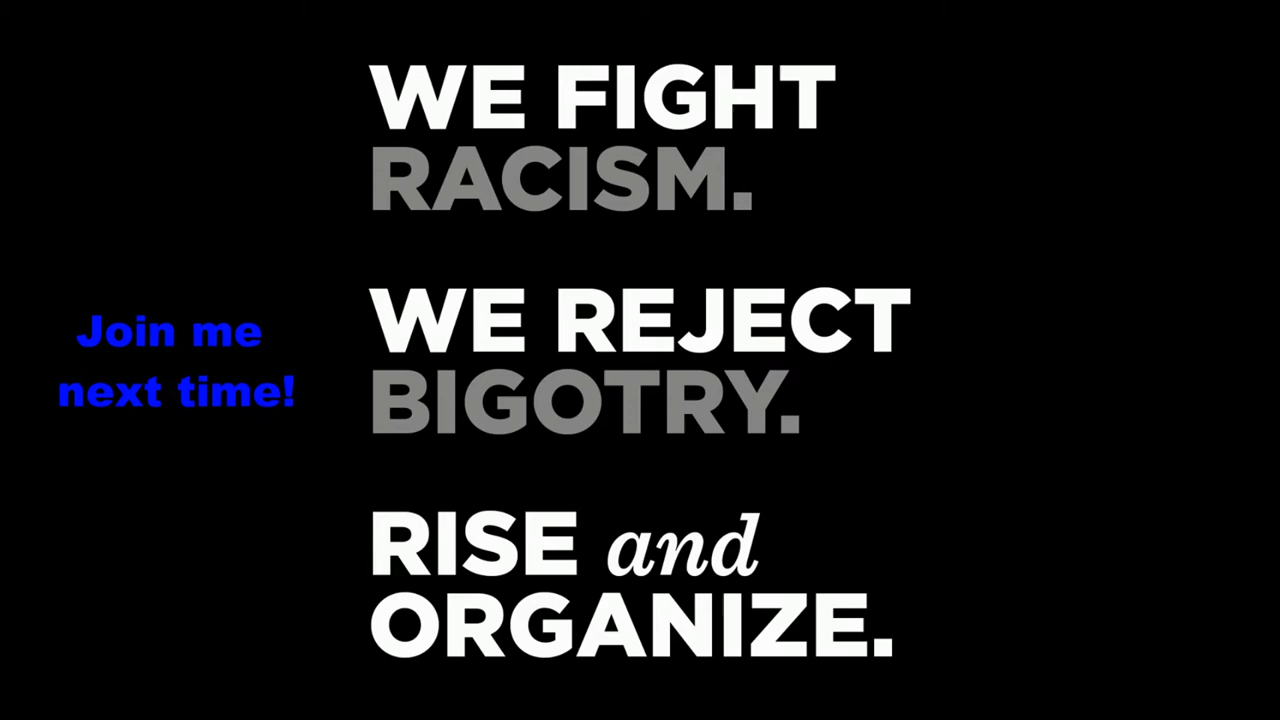 WE FIGHT
RACISM.
WE REJECT
BIGOTRY.
RISE and
ORGANIZE.
Join me
next time!